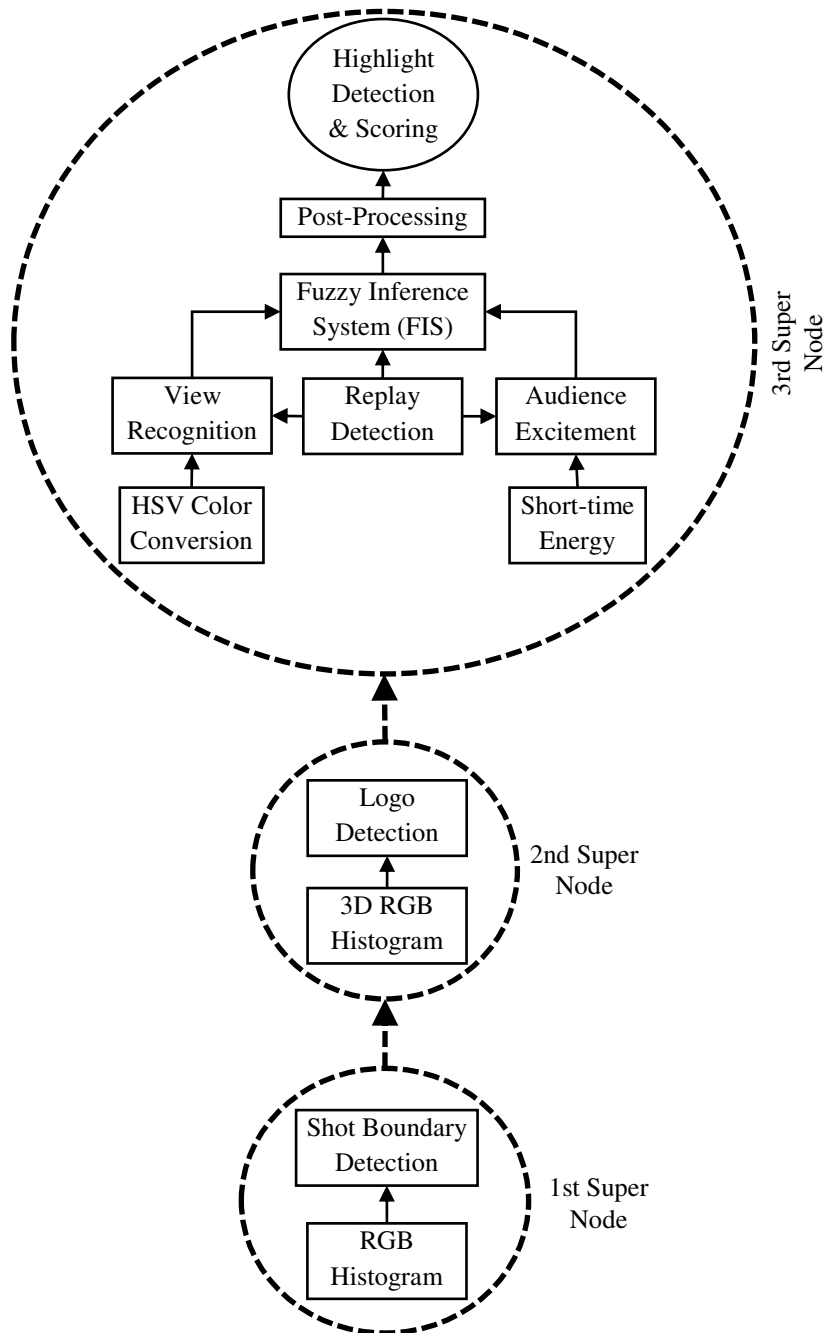 Highlight
Detection
& Scoring
Post-Processing
Fuzzy Inference
System (FIS)
View
Recognition
Replay
Detection
Audience
Excitement
HSV Color
Conversion
Short-time
Energy
3rd Super
Node
Logo
Detection
3D RGB
Histogram
2nd Super
Node
Shot Boundary
Detection
RGB
Histogram
1st Super
Node